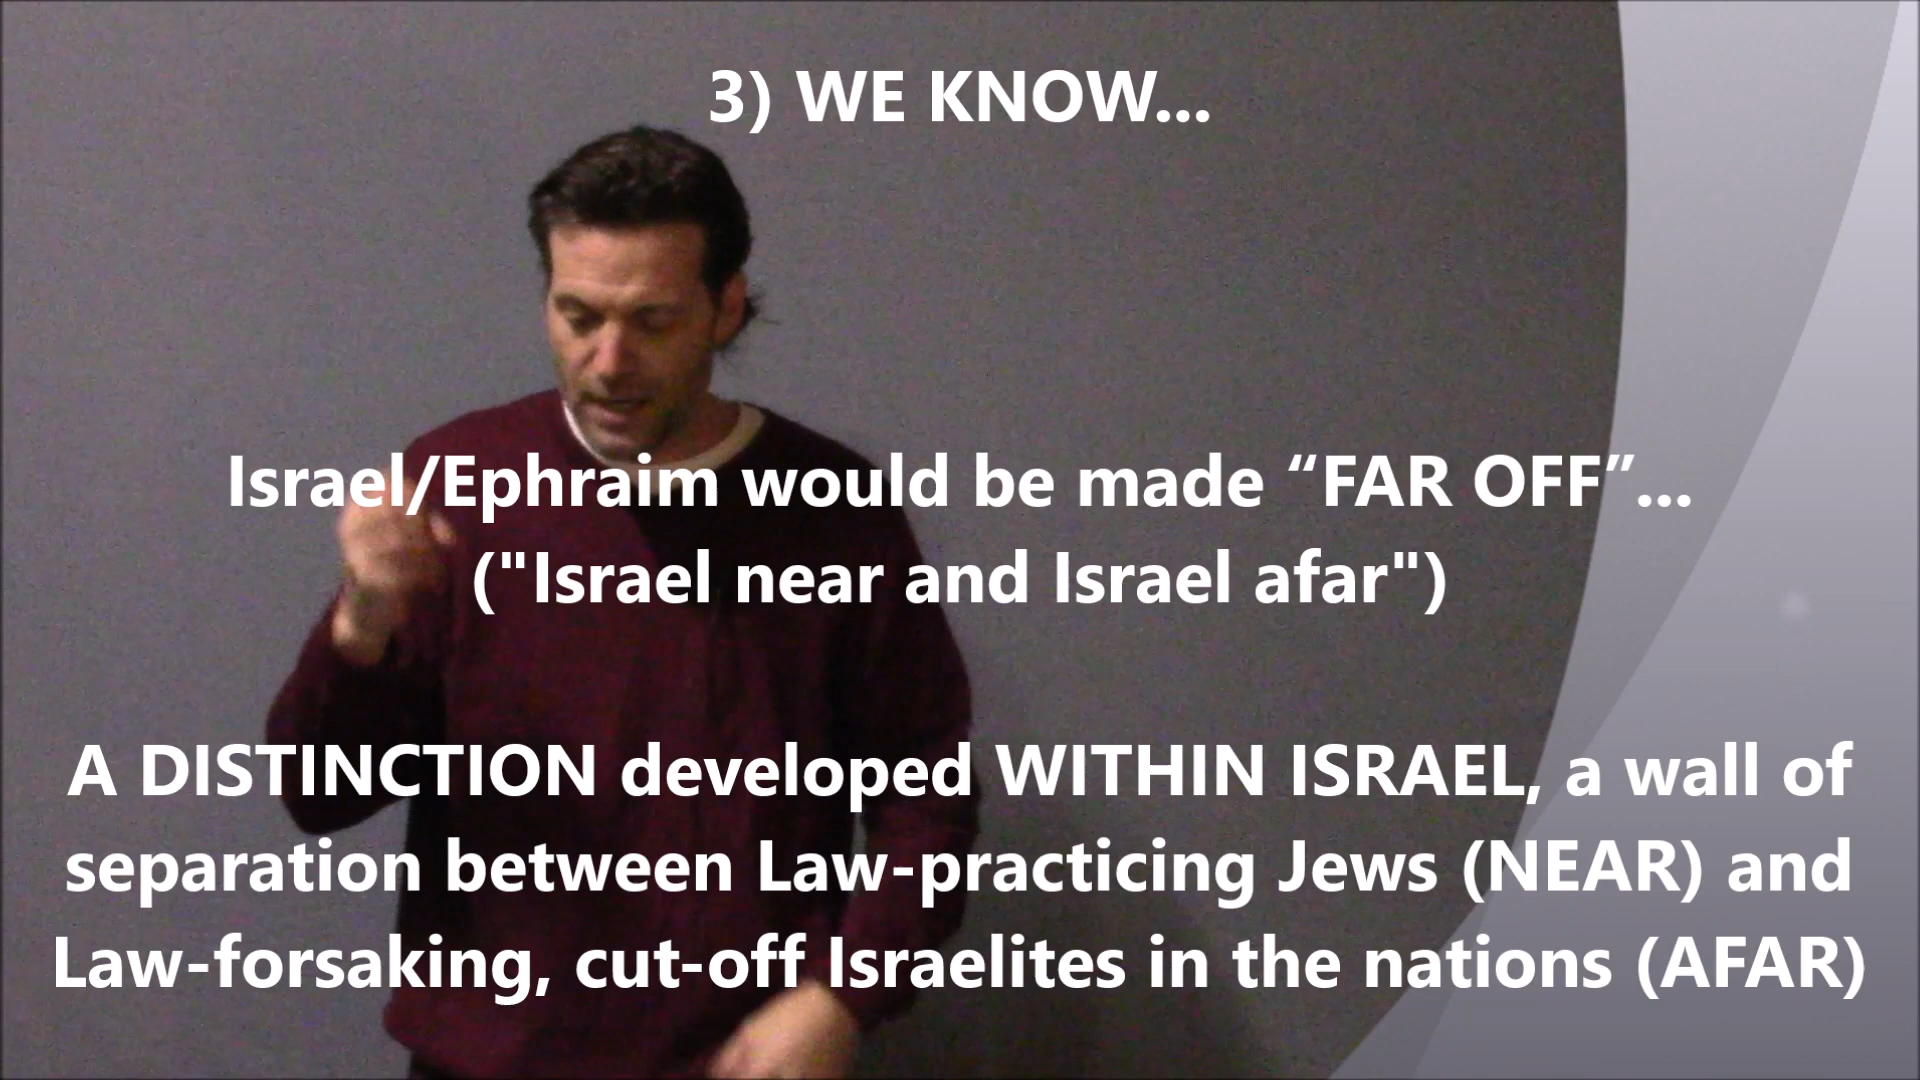 3) WE KNOW...
Israel/Ephraim would be made “FAR OFF”...
("Israel near and Israel afar")
A DISTINCTION developed WITHIN ISRAEL, a wall of
separation between Law-practicing Jews (NEAR) and
Law-forsaking, cut-off Israelites in the nations (AFAR)